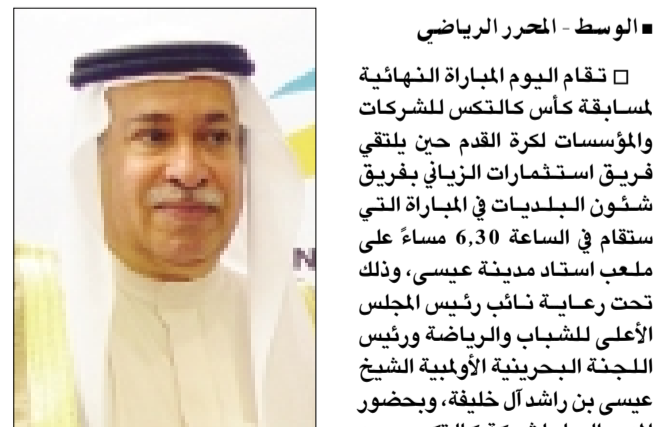 ■ الوسط - المحرر الرياضي
□ تقام اليوم المباراة النهائية
لمسابقة كأس كالتكس للشركات
والمؤسسات لكرة القدم حين يلتقي
فريق استثمارات الزياني بفريق
شئون البلديات في المباراة التي
ستقام في الساعة 6,30 مساءً على
ملعب استاد مدينة عيسى، وذلك
تحت رعاية نائب رئيس المجلس
الأعلى للشباب والرياضة ورئيس
اللجنة البحرينية الأولمبية الشيخ
عيسى بن راشد آل خليفة، وبحضور
N